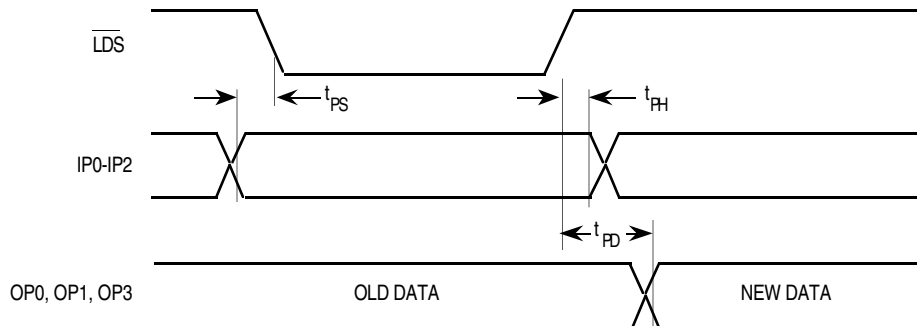 LDS
tPS
tPH
IP0-IP2
tPD
OP0, OP1, OP3
OLD DATA
NEW DATA